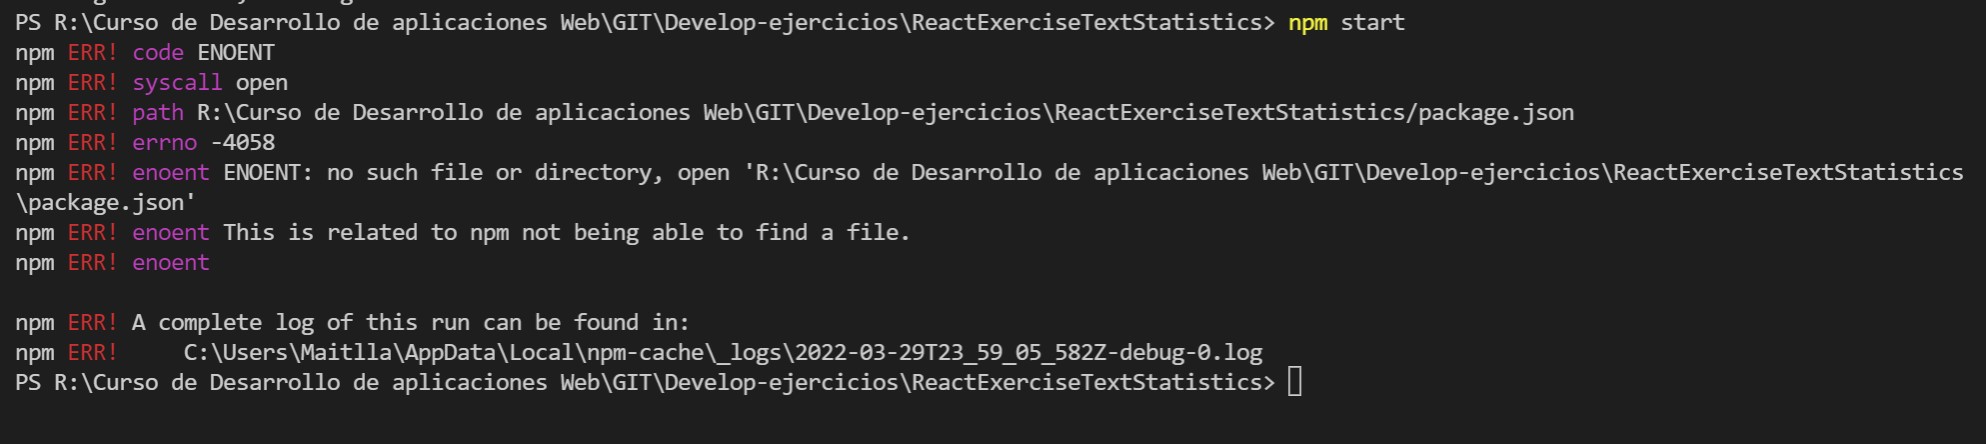 PS R:\Curso de Desarrollo de aplicaciones Web\GIT\Develop-ejercicios\ReactExerciseTextStatistics> npm start
npm ERR! code ENOENT
npm ERR! syscall open
npm ERR! path R:\Curso de Desarrollo de aplicaciones Web\GIT\Develop-ejercicios\ReactExerciseTextStatistics/package.json
npm ERR! errno -4058
npm ERR! enoent ENOENT: no such file or directory, open 'R:\Curso de Desarrollo de aplicaciones Web\GIT\Develop-ejercicios\ReactExerciseTextStatistics
\package.json'
npm ERR! enoent This is related to npm not being able to find a file.
npm ERR! enoent
npm ERR! A complete log of this run can be found in:
npm ERR!     C:\Users\Maitlla\AppData\Local\npm-cache\_logs\2022-03-29T23_59_05_582Z-debug-0.log
PS R:\Curso de Desarrollo de aplicaciones Web\GIT\Develop-ejercicios\ReactExerciseTextStatistics>